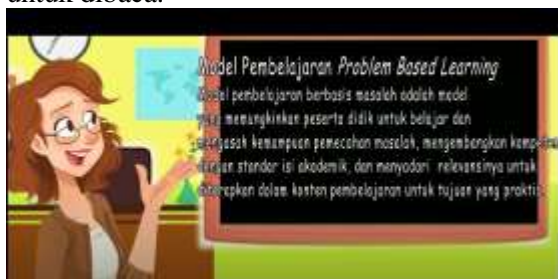 untuk dibaca.
Model Pembelajaran Problem Based Learning
Model pembelajaran berbasis masalah adalah model
yang memungkinkan peserta didik untuk belajar dan
mengasah kemampuan pemecahan masalah, mengembangkan
dengan standar isi akademik, dan menyadari relevansinya untuk
diterapkan dalam konten pembelajaran untuk tujuan yang praktis